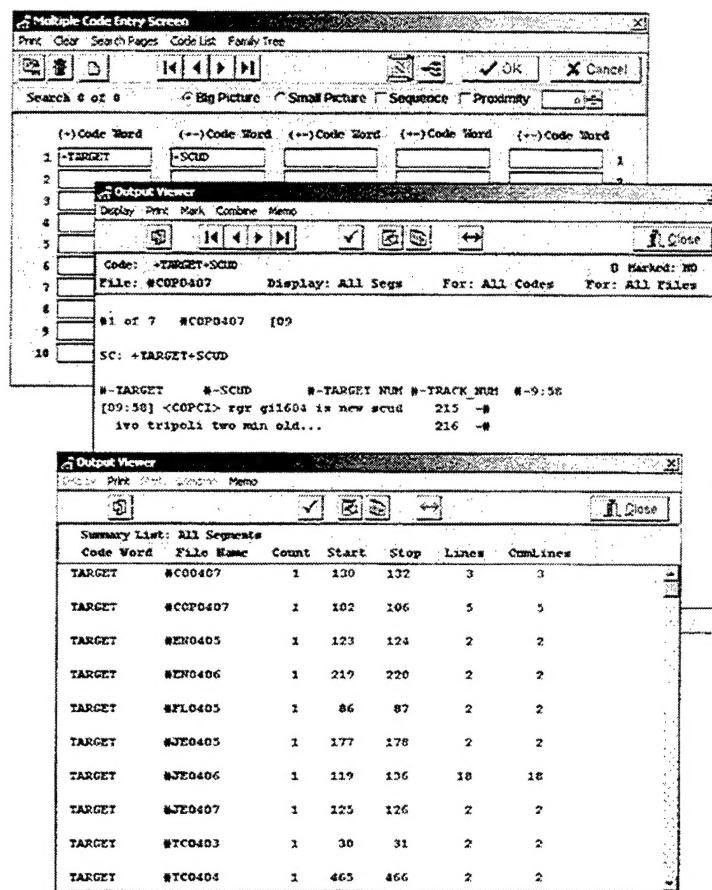 Multiple Code Entry Screen
Print Clear Search Pages Code List Family Tree
OK Cancel
Search 0 of 0 Big Picture Small Picture Sequence Proximity 0
(+)Code Word (+-)Code Word (+-)Code Word (+-)Code Word (+-)Code Word
1 +TARGET +SCUD 1
2 2
3
4
5
6
7
8
9
10
Output Viewer
Display Print Mark Combine Memo
Close
Code: +TARGET+SCUD 0 Marked: NO
File: #COP0407 Display: All Segs For: All Codes For: All Files
#1 of 7 #COP0407 [09
SC: +TARGET+SCUD
#-TARGET #-SCUD #-TARGET NUM #-TRACK_NUM #-9:58
[09:58] <COPCI> rgr gi1604 is new scud 215 -#
ivo tripoli two min old... 216 -#
Output Viewer
Print Memo
Close
Summary List: All Segments
Code Word File Name Count Start Stop Lines CumLines
TARGET #CO0407 1 130 132 3 3
TARGET #COP0407 1 102 106 5 5
TARGET #EN0405 1 123 124 2 2
TARGET #EN0406 1 219 220 2 2
TARGET #FL0405 1 86 87 2 2
TARGET #JE0405 1 177 178 2 2
TARGET #JE0406 1 119 136 18 18
TARGET #JE0407 1 125 126 2 2
TARGET #TC0403 1 30 31 2 2
TARGET #TC0404 1 465 466 2 2